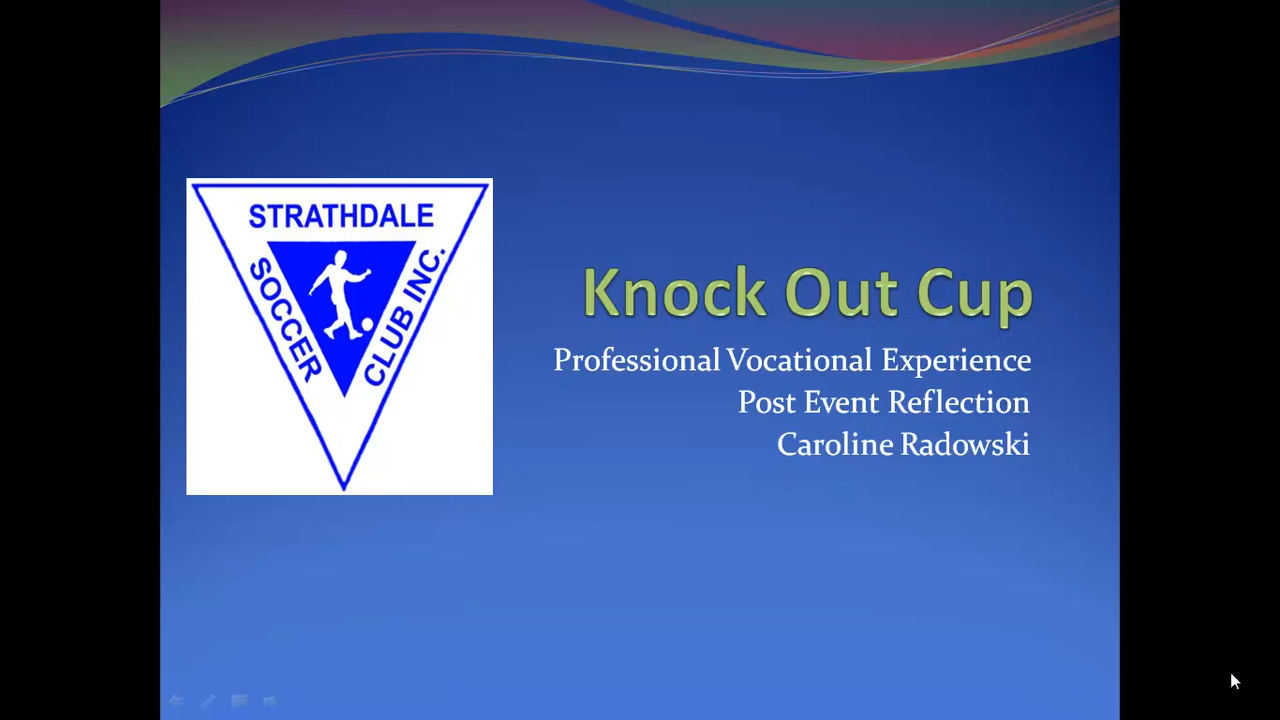 STRATHDALE
SOCCER
CLUB INC.
Knock Out Cup
Professional Vocational Experience
Post Event Reflection
Caroline Radowski